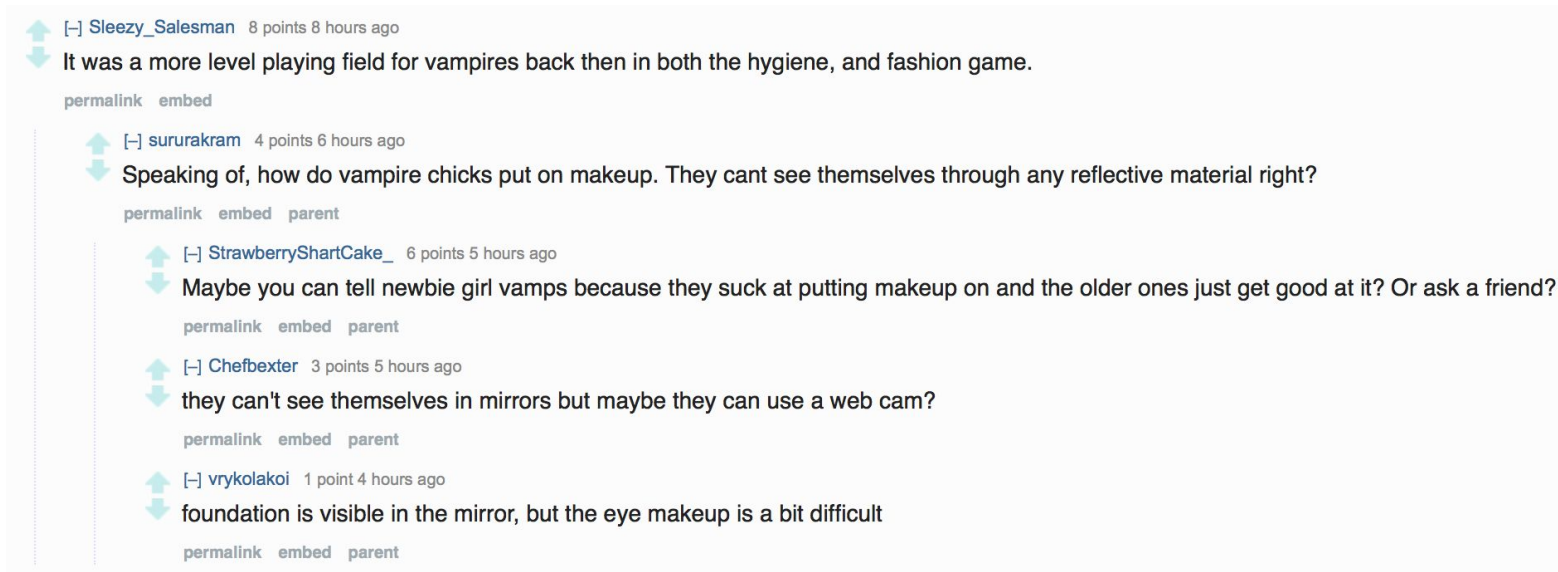 [–] Sleezy_Salesman 8 points 8 hours ago
It was a more level playing field for vampires back then in both the hygiene, and fashion game.
permalink embed
[–] sururakram 4 points 6 hours ago
Speaking of, how do vampire chicks put on makeup. They cant see themselves through any reflective material right?
permalink embed parent
[–] StrawberryShartCake_ 6 points 5 hours ago
Maybe you can tell newbie girl vamps because they suck at putting makeup on and the older ones just get good at it? Or ask a friend?
permalink embed parent
[–] Chefbexter 3 points 5 hours ago
they can't see themselves in mirrors but maybe they can use a web cam?
permalink embed parent
[–] vrykolakoi 1 point 4 hours ago
foundation is visible in the mirror, but the eye makeup is a bit difficult
permalink embed parent